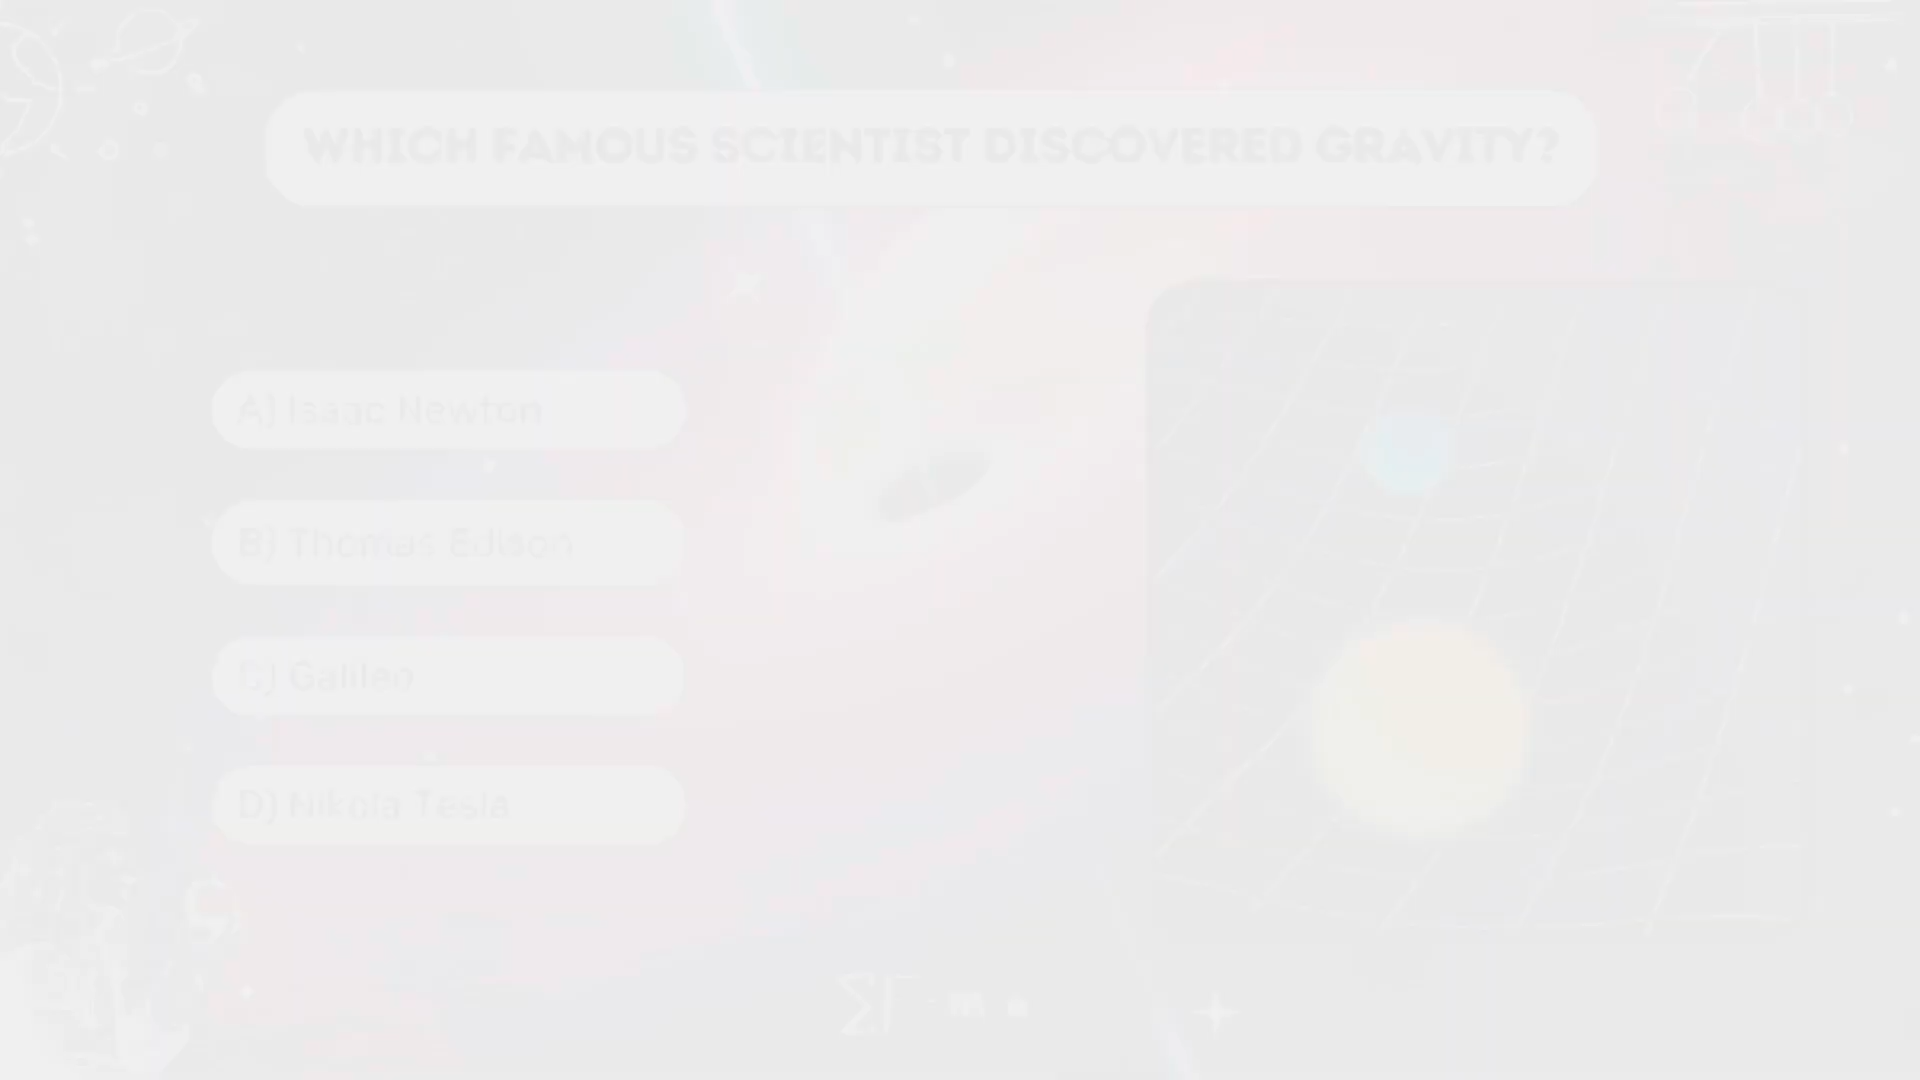 WHICH FAMOUS SCIENTIST DISCOVERED GRAVITY?
A) Isaac Newton
B) Thomas Edison
C) Galileo
D) Nikola Tesla